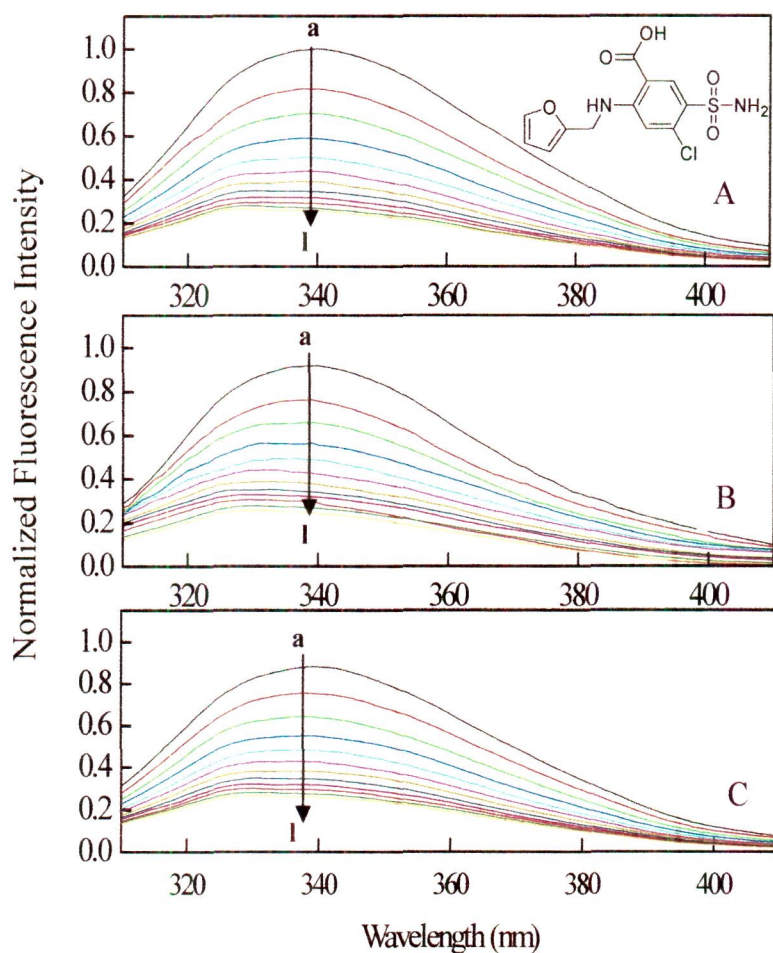 Normalized Fluorescence Intensity
a
1.0
0.8
0.6
0.4
0.2
0.0
O
OH
O
HN
S
NH2
O
O
Cl
A
l
320
340
360
380
400
a
1.0
0.8
0.6
0.4
0.2
0.0
B
l
320
340
360
380
400
a
1.0
0.8
0.6
0.4
0.2
0.0
C
l
320
340
360
380
400
Wavelength (nm)